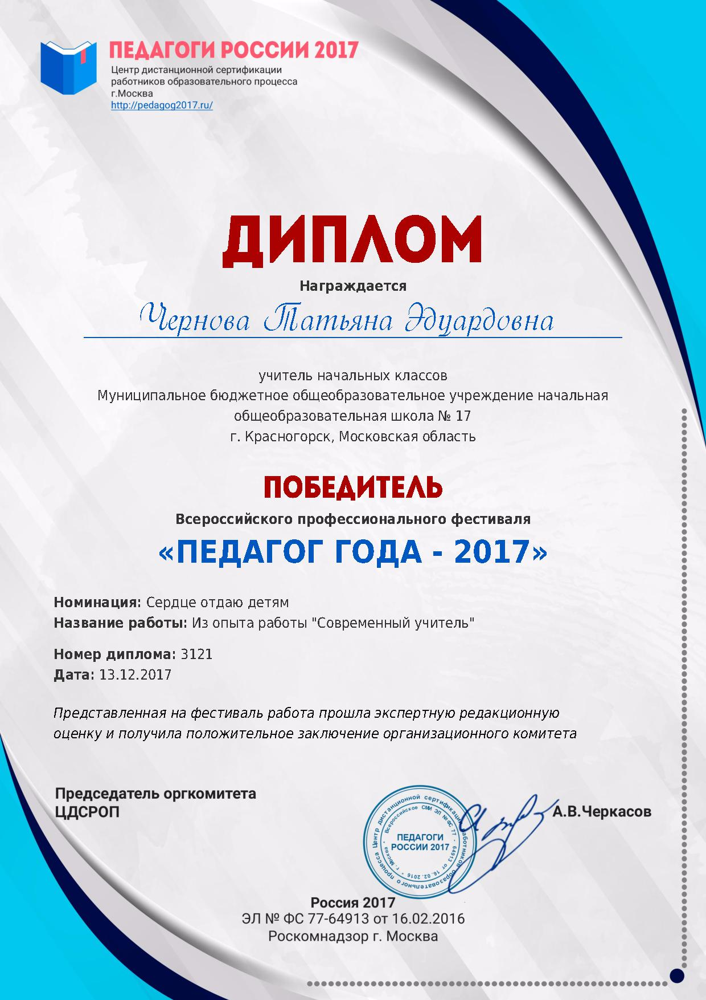 ПЕДАГОГИ РОССИИ 2017
Центр дистанционной сертификации
работников образовательного процесса
г.Москва
http://pedagog2017.ru/
ДИПЛОМ
Награждается
Чернова Татьяна Эдуардовна
учитель начальных классов
Муниципальное бюджетное общеобразовательное учреждение начальная
общеобразовательная школа № 17
г. Красногорск, Московская область
ПОБЕДИТЕЛЬ
Всероссийского профессионального фестиваля
«ПЕДАГОГ ГОДА - 2017»
Номинация: Сердце отдаю детям
Название работы: Из опыта работы "Современный учитель"
Номер диплома: 3121
Дата: 13.12.2017
Представленная на фестиваль работа прошла экспертную редакционную
оценку и получила положительное заключение организационного комитета
Председатель оргкомитета
ЦДСРОП
Центр дистанционной сертификации работников образовательного процесса
Всероссийское СМИ ЭЛ № ФС 77 - 64913 от 16.02.2016 * г. Москва *
ПЕДАГОГИ
РОССИИ 2017
А.В.Черкасов
Россия 2017
ЭЛ № ФС 77-64913 от 16.02.2016
Роскомнадзор г. Москва